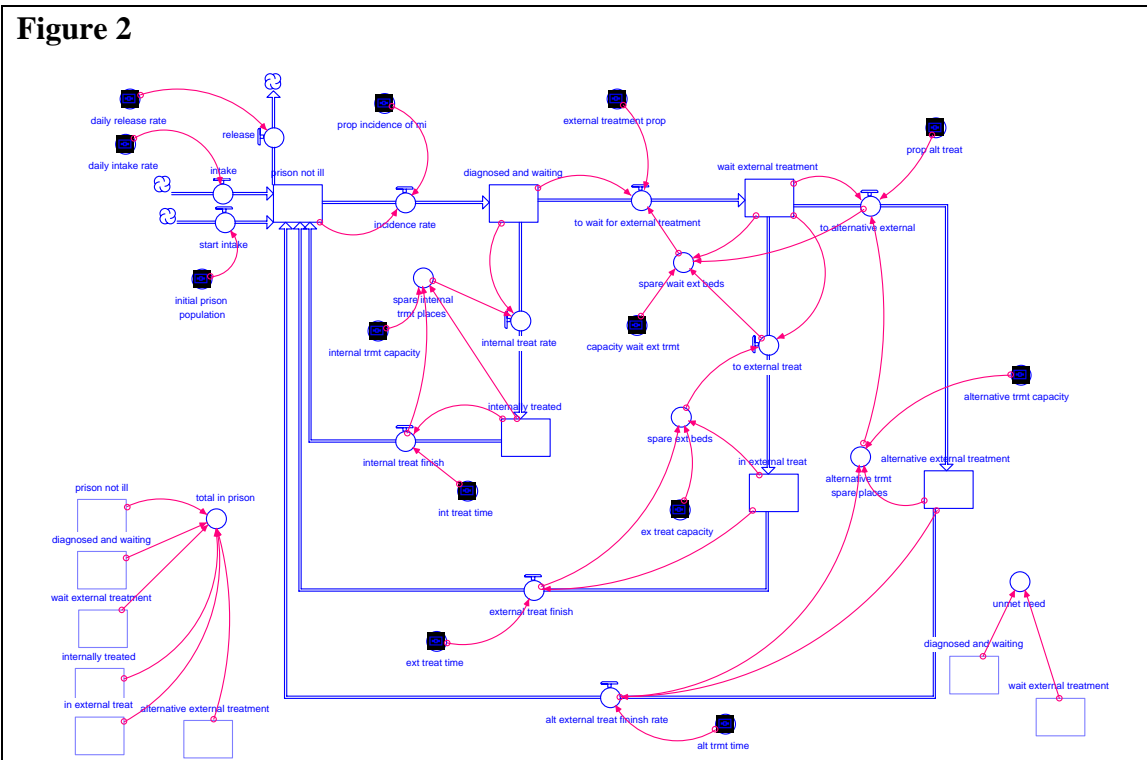 Figure 2
daily release rate
release
prop incidence of mi
external treatment prop
prop alt treat
daily intake rate
intake
prison not ill
diagnosed and waiting
wait external treatment
incidence rate
to wait for external treatment
to alternative external
start intake
initial prison
population
spare internal
trmt places
spare wait ext beds
internal trmt capacity
internal treat rate
capacity wait ext trmt
to external treat
alternative trmt capacity
internally treated
spare ext beds
internal treat finish
in external treat
alternative trmt
spare places
alternative external treatment
int treat time
ex treat capacity
prison not ill
total in prison
diagnosed and waiting
wait external treatment
internally treated
in external treat
alternative external treatment
external treat finish
ext treat time
unmet need
diagnosed and waiting
wait external treatment
alt external treat fininsh rate
alt trmt time